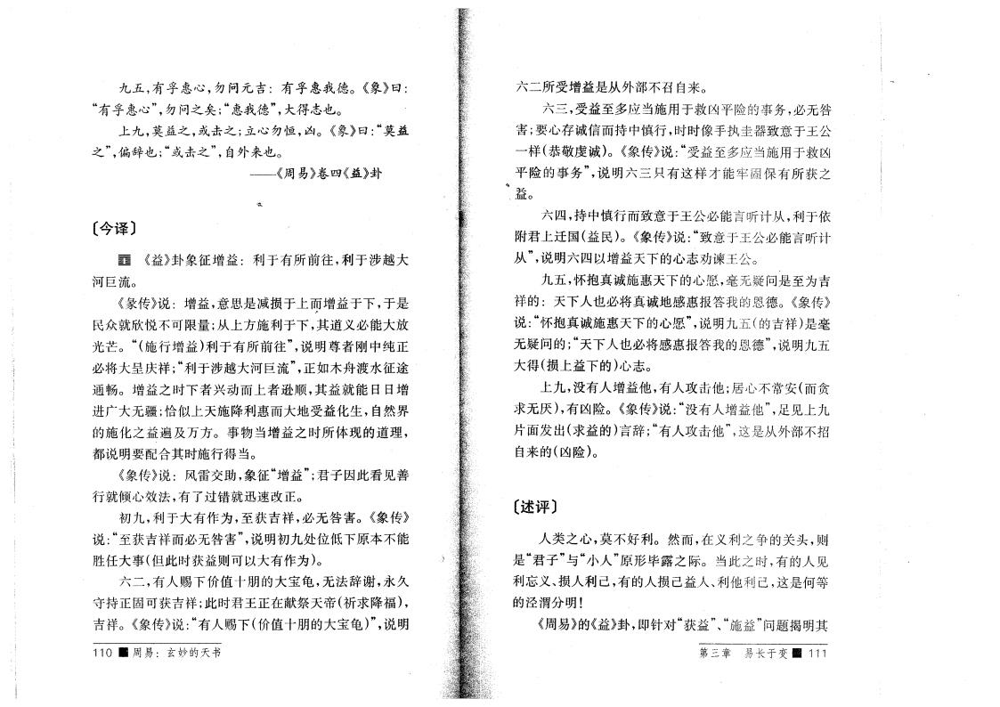 九五，有孚惠心，勿问元吉：有孚惠我德。《象》曰：
“有孚惠心”，勿问之矣；“惠我德”，大得志也。
上九，莫益之，或击之；立心勿恒，凶。《象》曰：“莫益
之”，偏辞也；“或击之”，自外来也。
——《周易》卷四《益》卦
〔今译〕
䷩ 《益》卦象征增益：利于有所前往，利于涉越大
河巨流。
《彖传》说：增益，意思是减损于上而增益于下，于是
民众就欣悦不可限量；从上方施利于下，其道义必能大放
光芒。“(施行增益)利于有所前往”，说明尊者刚中纯正
必将大呈庆祥；“利于涉越大河巨流”，正如木舟渡水征途
通畅。增益之时下者兴动而上者逊顺，其益就能日日增
进广大无疆；恰似上天施降利惠而大地受益化生，自然界
的施化之益遍及万方。事物当增益之时所体现的道理，
都说明要配合其时施行得当。
《象传》说：风雷交助，象征“增益”；君子因此看见善
行就倾心效法，有了过错就迅速改正。
初九，利于大有作为，至获吉祥，必无咎害。《象传》
说：“至获吉祥而必无咎害”，说明初九处位低下原本不能
胜任大事(但此时获益则可以大有作为)。
六二，有人赐下价值十朋的大宝龟，无法辞谢，永久
守持正固可获吉祥；此时君王正在献祭天帝(祈求降福)，
吉祥。《象传》说：“有人赐下(价值十朋的大宝龟)”，说明
110 ■ 周易：玄妙的天书
六二所受增益是从外部不召自来。
六三，受益至多应当施用于救凶平险的事务，必无咎
害；要心存诚信而持中慎行，时时像手执圭器致意于王公
一样(恭敬虔诚)。《象传》说：“受益至多应当施用于救凶
平险的事务”，说明六三只有这样才能牢固保有所获之
益。
六四，持中慎行而致意于王公必能言听计从，利于依
附君上迁国(益民)。《象传》说：“致意于王公必能言听计
从”，说明六四以增益天下的心志劝谏王公。
九五，怀抱真诚施惠天下的心愿，毫无疑问是至为吉
祥的：天下人也必将真诚地感惠报答我的恩德。《象传》
说：“怀抱真诚施惠天下的心愿”，说明九五(的吉祥)是毫
无疑问的；“天下人也必将感惠报答我的恩德”，说明九五
大得(损上益下的)心志。
上九，没有人增益他，有人攻击他；居心不常安(而贪
求无厌)，有凶险。《象传》说：“没有人增益他”，足见上九
片面发出(求益的)言辞；“有人攻击他”，这是从外部不招
自来的(凶险)。
〔述评〕
人类之心，莫不好利。然而，在义利之争的关头，则
是“君子”与“小人”原形毕露之际。当此之时，有的人见
利忘义、损人利己，有的人损己益人、利他利己，这是何等
的泾渭分明！
《周易》的《益》卦，即针对“获益”、“施益”问题揭明其
第三章 易长于变 ■ 111